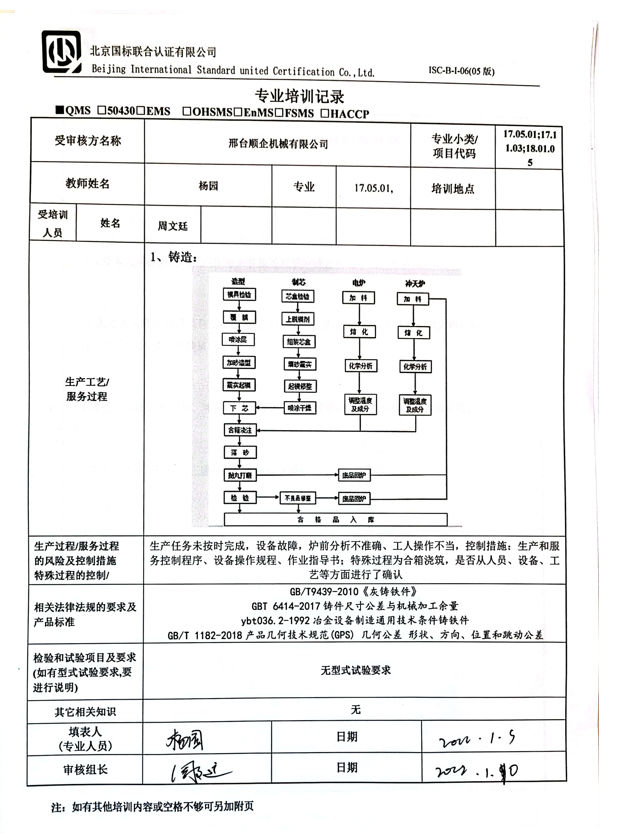 北京国标联合认证有限公司
Beijing International Standard united Certification Co.,Ltd.
ISC-B-I-06(05版)
专业培训记录
■QMS □50430□EMS □OHSMS□EnMS□FSMS □HACCP
受审核方名称 邢台顺企机械有限公司 专业小类/项目代码 17.05.01;17.11.03;18.01.05
教师姓名 杨园 专业 17.05.01, 培训地点
受培训人员 姓名 周文廷
生产工艺/服务过程
1、铸造：
造型 制芯 电炉 冲天炉
模具检验 芯盒检验 加料 加料
覆膜 上脱模剂
喷涂层 组装芯盒 熔化 熔化
加砂造型 填砂震实 化学分析 化学分析
震实起模 起模修整
下芯 喷涂干燥 调整温度及成分 调整温度及成分
合箱浇注
落砂
抛丸打磨 废品回炉
检验 不良品修整 废品回炉
合格品入库
生产过程/服务过程的风险及控制措施特殊过程的控制/
生产任务未按时完成，设备故障，炉前分析不准确、工人操作不当，控制措施：生产和服
务控制程序、设备操作规程、作业指导书；特殊过程为合箱浇筑，是否从人员、设备、工
艺等方面进行了确认
相关法律法规的要求及产品标准
GB/T9439-2010《灰铸铁件》
GBT 6414-2017 铸件尺寸公差与机械加工余量
ybt036.2-1992 冶金设备制造通用技术条件铸铁件
GB/T 1182-2018 产品几何技术规范(GPS) 几何公差 形状、方向、位置和跳动公差
检验和试验项目及要求
(如有型式试验要求,要进行说明)
无型式试验要求
其它相关知识 无
填表人(专业人员) 杨园 日期 2022.1.5
审核组长 日期
注：如有其他培训内容或空格不够可另加附页